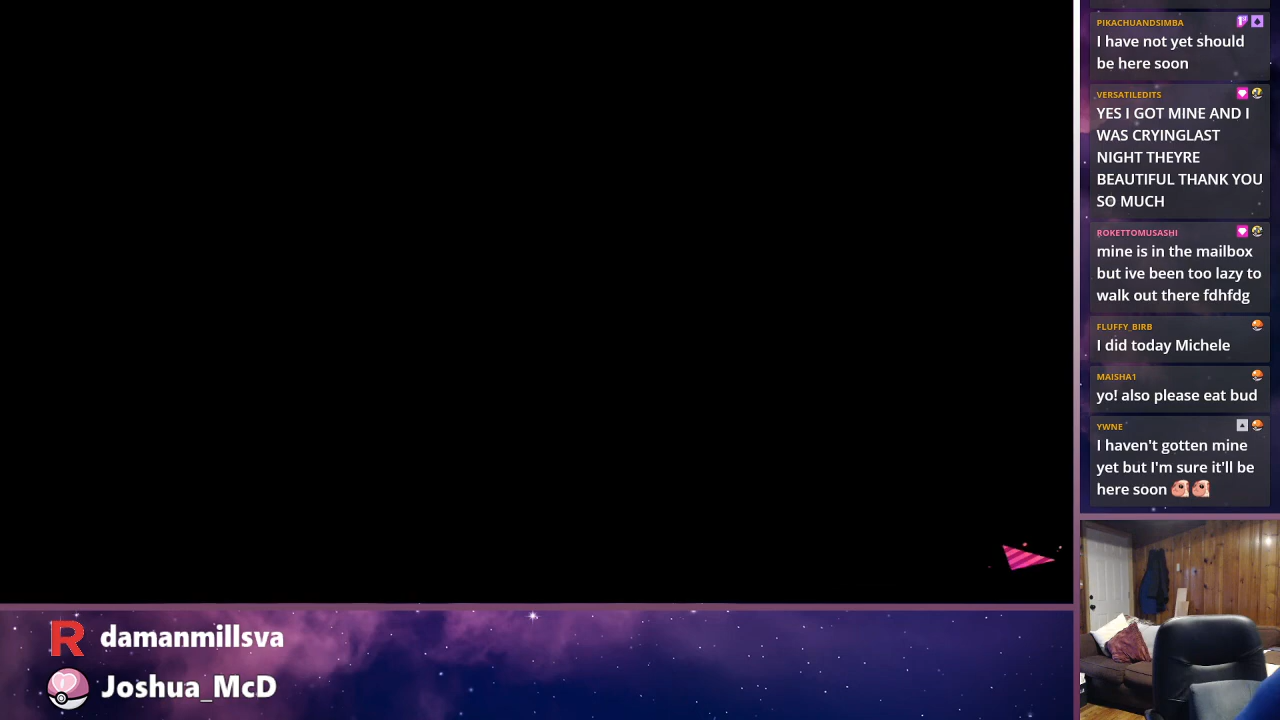 PIKACHUANDSIMBA
I have not yet should
be here soon
_VERSATILEDITS
YES I GOT MINE AND I
WAS CRYINGLAST
NIGHT THEYRE
BEAUTIFUL THANK YOU
SO MUCH
ROKETTOMUSASHI
mine is in the mailbox
but ive been too lazy to
walk out there fdhfdg
FLUFFY_BIRB
I did today Michele
MAISHA1
yo! also please eat bud
YWNE
I haven't gotten mine
yet but I'm sure it'll be
here soon
R damanmillsva
Joshua_McD